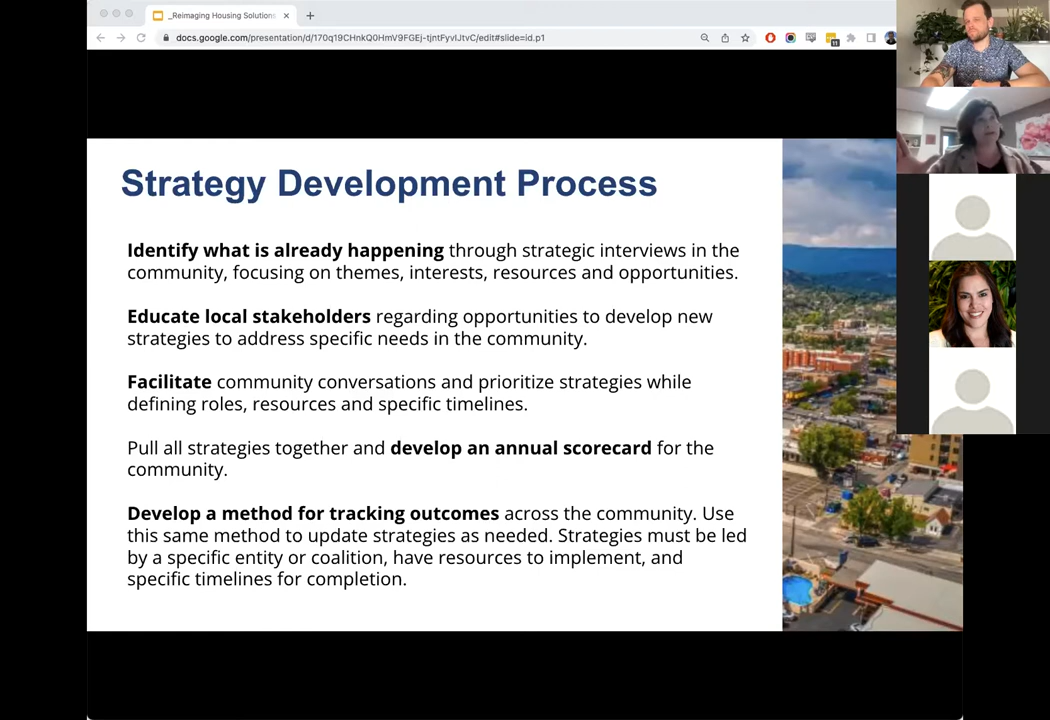 _Reimaging Housing Solutions
docs.google.com/presentation/d/170q19CHnkQ0HmV9FGEj-tjntFyvIJtvC/edit#slide=id.p1
11
Strategy Development Process
Identify what is already happening through strategic interviews in the
community, focusing on themes, interests, resources and opportunities.
Educate local stakeholders regarding opportunities to develop new
strategies to address specific needs in the community.
Facilitate community conversations and prioritize strategies while
defining roles, resources and specific timelines.
Pull all strategies together and develop an annual scorecard for the
community.
Develop a method for tracking outcomes across the community. Use
this same method to update strategies as needed. Strategies must be led
by a specific entity or coalition, have resources to implement, and
specific timelines for completion.